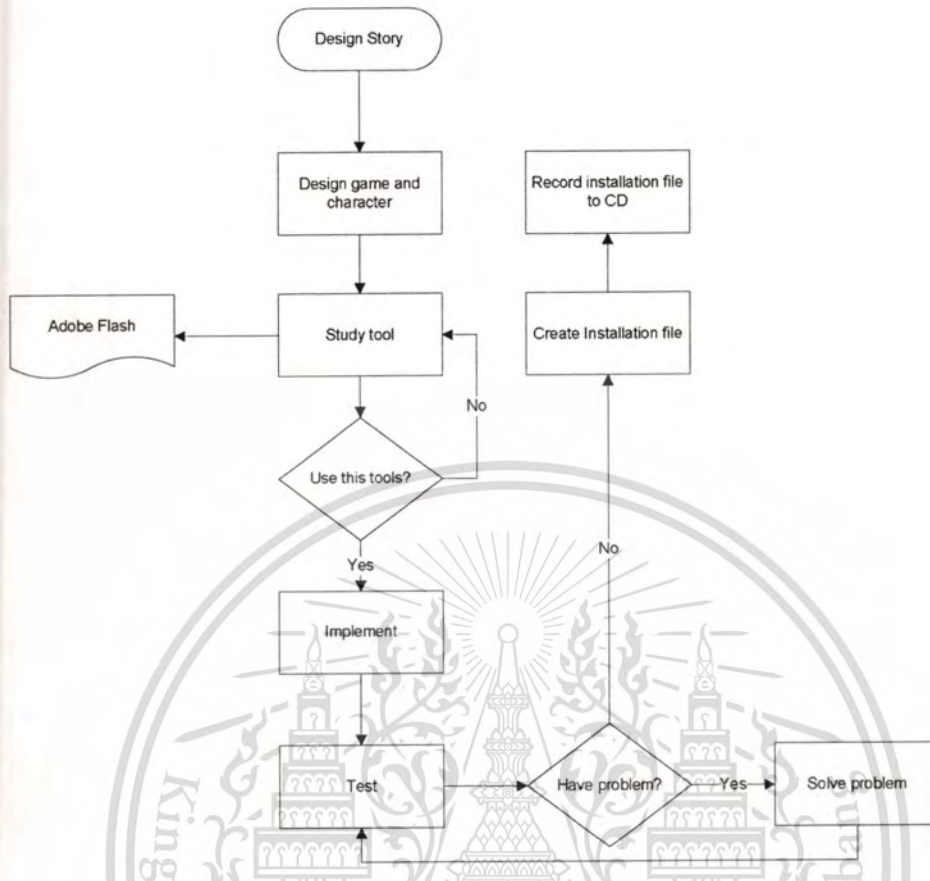 Design Story
Design game and
character
Record installation file
to CD
Adobe Flash
Study tool
Create Installation file
No
Use this tools?
No
Yes
Implement
Test
Have problem?
Yes
Solve problem
King